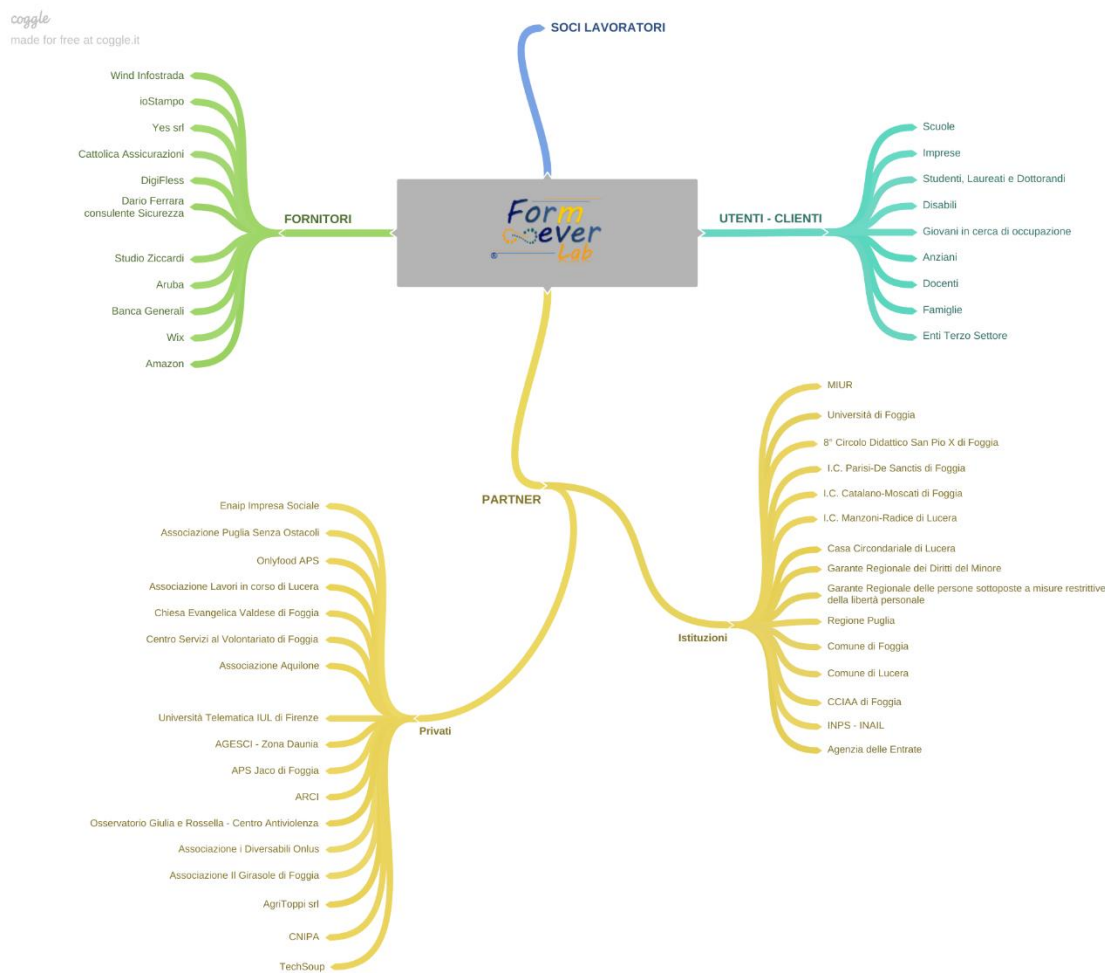 coggle
made for free at coggle.it
SOCI LAVORATORI
Form
ever
Lab
FORNITORI
Wind Infostrada
ioStampo
Yes srl
Cattolica Assicurazioni
DigiFless
Dario Ferrara
consulente Sicurezza
Studio Ziccardi
Aruba
Banca Generali
Wix
Amazon
UTENTI - CLIENTI
Scuole
Imprese
Studenti, Laureati e Dottorandi
Disabili
Giovani in cerca di occupazione
Anziani
Docenti
Famiglie
Enti Terzo Settore
PARTNER
Istituzioni
MIUR
Università di Foggia
8° Circolo Didattico San Pio X di Foggia
I.C. Parisi-De Sanctis di Foggia
I.C. Catalano-Moscati di Foggia
I.C. Manzoni-Radice di Lucera
Casa Circondariale di Lucera
Garante Regionale dei Diritti del Minore
Garante Regionale delle persone sottoposte a misure restrittive
della libertà personale
Regione Puglia
Comune di Foggia
Comune di Lucera
CCIAA di Foggia
INPS - INAIL
Agenzia delle Entrate
Privati
Enaip Impresa Sociale
Associazione Puglia Senza Ostacoli
Onlyfood APS
Associazione Lavori in corso di Lucera
Chiesa Evangelica Valdese di Foggia
Centro Servizi al Volontariato di Foggia
Associazione Aquilone
Università Telematica IUL di Firenze
AGESCI - Zona Daunia
APS Jaco di Foggia
ARCI
Osservatorio Giulia e Rossella - Centro Antiviolenza
Associazione i Diversabili Onlus
Associazione Il Girasole di Foggia
AgriToppi srl
CNIPA
TechSoup